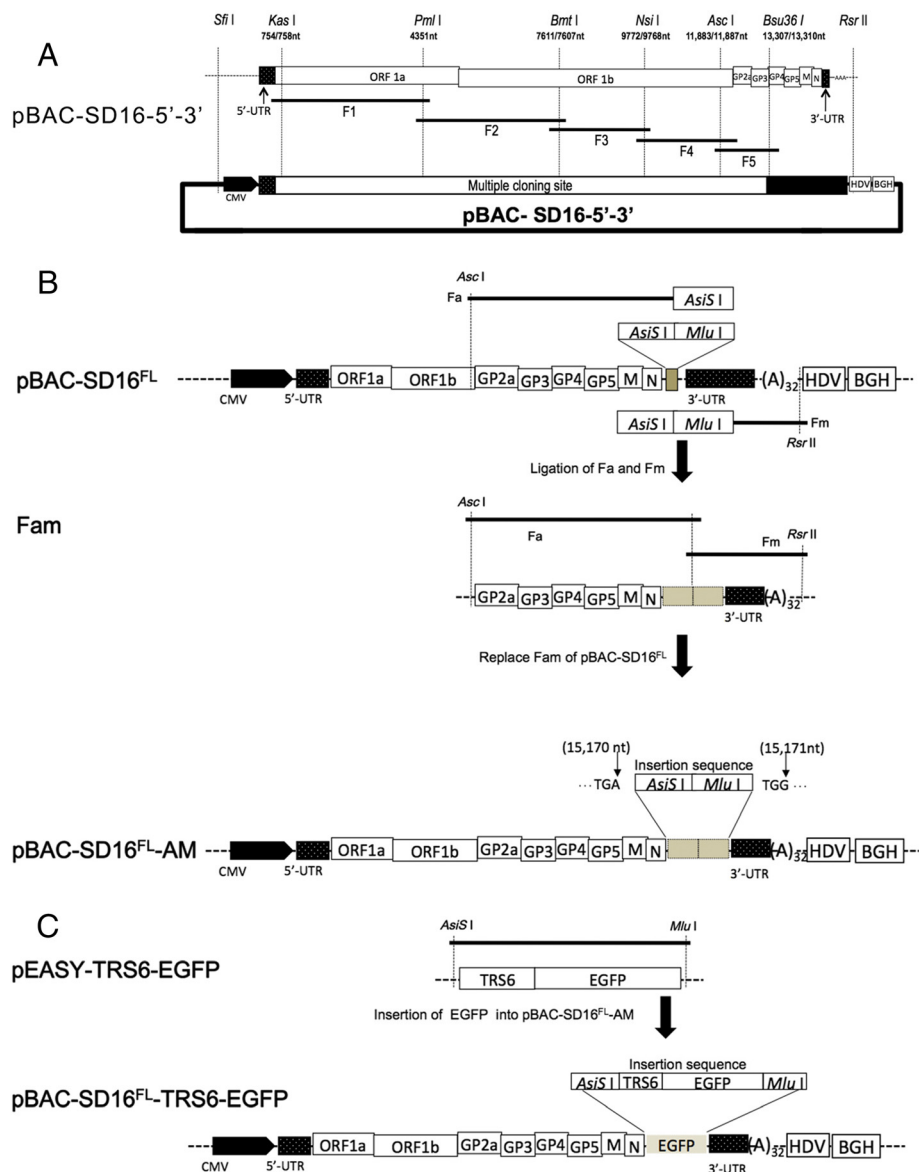 A
Sfi I Kas I Pml I Bmt I Nsi I Asc I Bsu36 I Rsr II
754/758nt 4351nt 7611/7607nt 9772/9768nt 11,883/11,887nt 13,307/13,310nt
ORF 1a ORF 1b GP2a GP3 GP4 GP5 M N AAA
5'-UTR 3'-UTR
pBAC-SD16-5'-3'
F1 F2 F3 F4 F5
CMV Multiple cloning site HDV BGH
pBAC- SD16-5'-3'
B
Asc I
Fa AsiS I
AsiS I Mlu I
pBAC-SD16FL
ORF1a ORF1b GP2a GP3 GP4 GP5 M N (A)32 HDV BGH
CMV 5'-UTR 3'-UTR
AsiS I Mlu I Fm
Rsr II
Ligation of Fa and Fm
Asc I
Fam
Fa Rsr II
Fm
GP2a GP3 GP4 GP5 M N (A)32
3'-UTR
Replace Fam of pBAC-SD16FL
(15,170 nt) (15,171nt)
Insertion sequence
...TGA AsiS I Mlu I TGG ...
pBAC-SD16FL-AM
ORF1a ORF1b GP2a GP3 GP4 GP5 M N (A)32 HDV BGH
CMV 5'-UTR 3'-UTR
C
AsiS I Mlu I
pEASY-TRS6-EGFP
TRS6 EGFP
Insertion of EGFP into pBAC-SD16FL-AM
Insertion sequence
AsiS I TRS6 EGFP Mlu I
pBAC-SD16FL-TRS6-EGFP
ORF1a ORF1b GP2a GP3 GP4 GP5 M N EGFP (A)32 HDV BGH
CMV 5'-UTR 3'-UTR